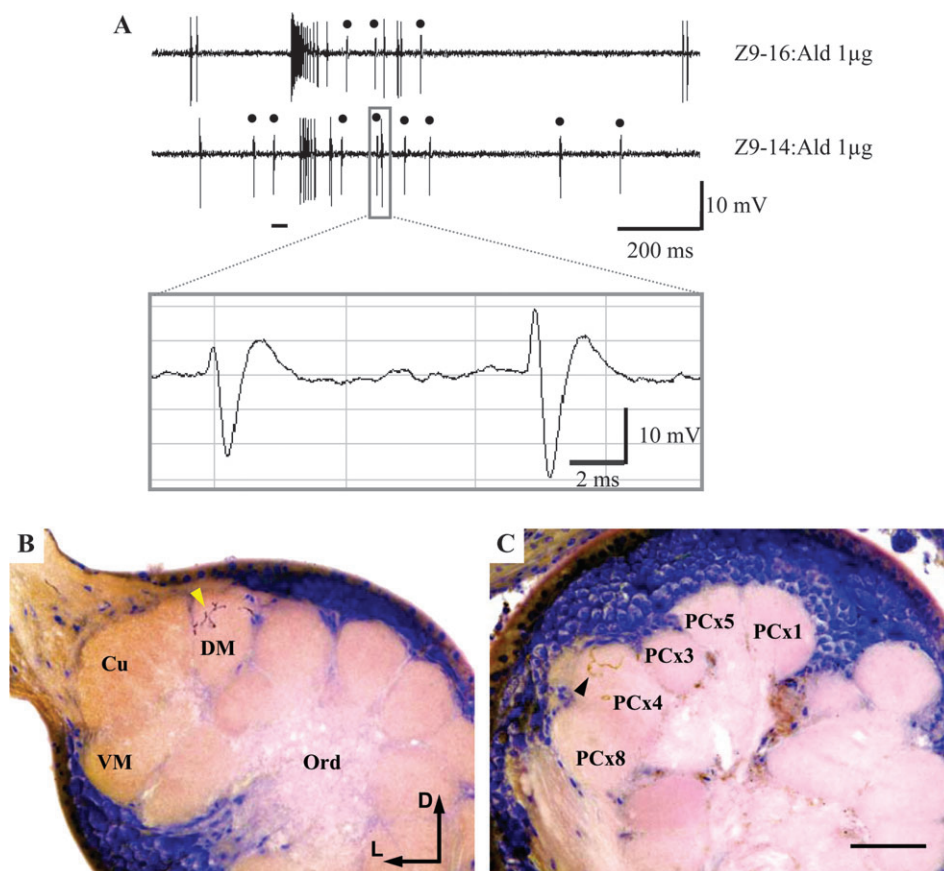 A
Z9-16:Ald 1µg
Z9-14:Ald 1µg
10 mV
200 ms
10 mV
2 ms
B
Cu
DM
VM
Ord
D
L
C
PCx5
PCx1
PCx3
PCx4
PCx8